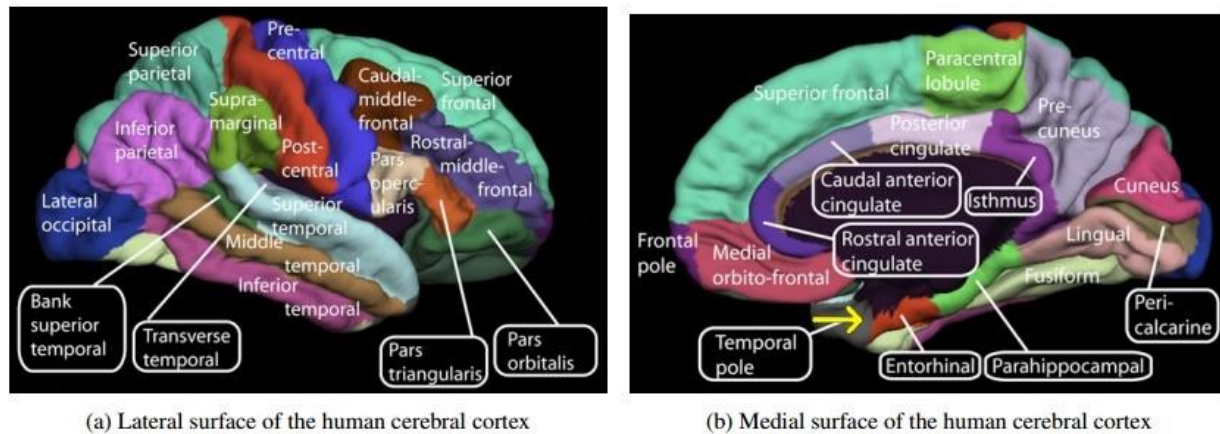 Superior
parietal
Pre-
central
Caudal-
middle-
frontal
Superior
frontal
Supra-
marginal
Inferior
parietal
Post-
central
Pars
operc-
ularis
Rostral-
middle-
frontal
Lateral
occipital
Superior
temporal
Middle
temporal
Inferior
temporal
Bank
superior
temporal
Transverse
temporal
Pars
triangularis
Pars
orbitalis
(a) Lateral surface of the human cerebral cortex
Paracentral
lobule
Superior frontal
Pre-
cuneus
Posterior
cingulate
Caudal anterior
cingulate
Isthmus
Cuneus
Rostral anterior
cingulate
Lingual
Frontal
pole
Medial
orbito-frontal
Fusiform
Peri-
calcarine
Temporal
pole
Entorhinal
Parahippocampal
(b) Medial surface of the human cerebral cortex